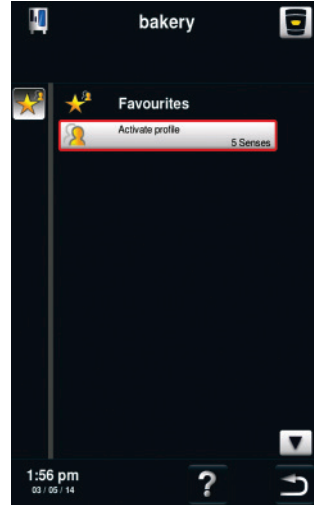 bakery
Favourites
Activate profile
5 Senses
1:56 pm
?
03 / 05 / 14